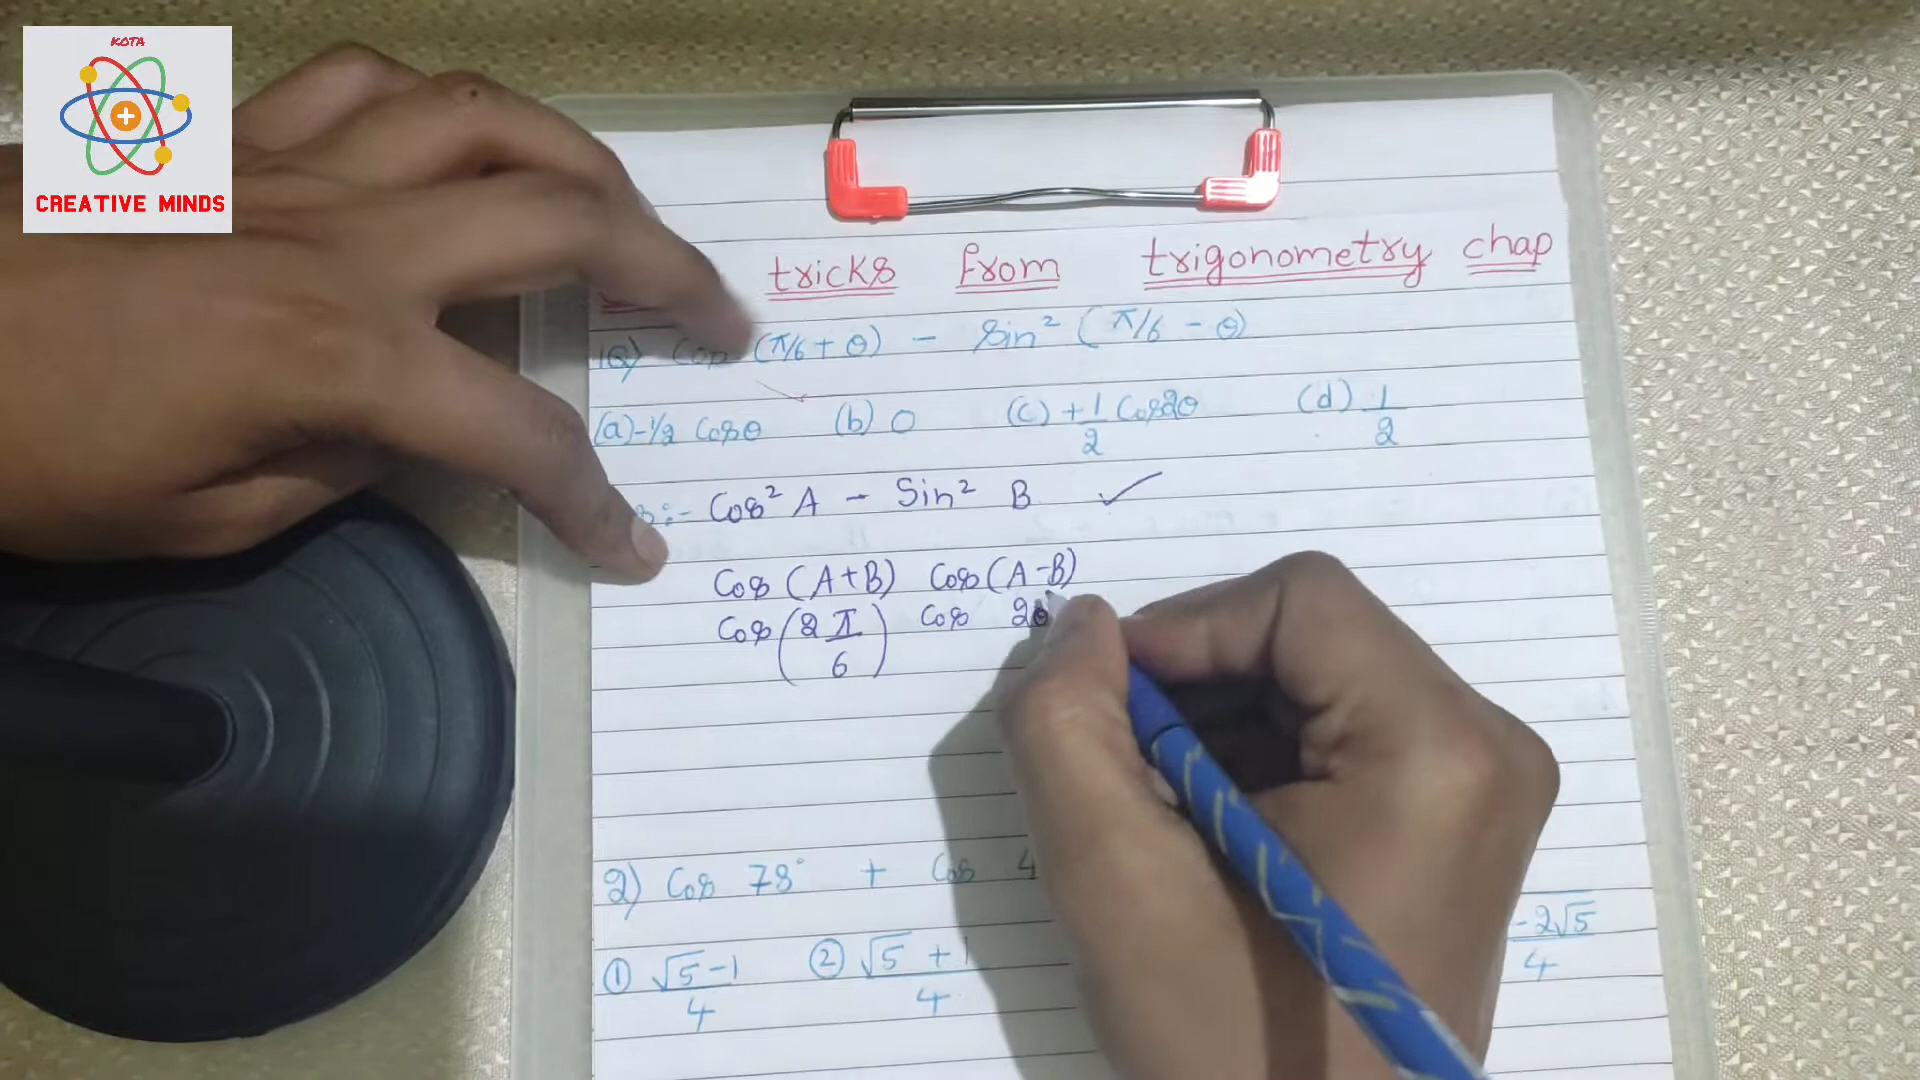 KOTA
CREATIVE MINDS
tricks from trigonometry chap
1Q) Cos (π/6 + θ) - Sin² (π/6 - θ)
(a) -1/2 Cosθ (b) 0 (c) +1/2 Cos2θ (d) 1/2
:- Cos² A - Sin² B ✓
Cos (A+B) Cos (A-B)
Cos (2π/6) Cos 2θ
2) Cos 78° + Cos 4
① √5-1/4 ② √5+1/4 -2√5/4